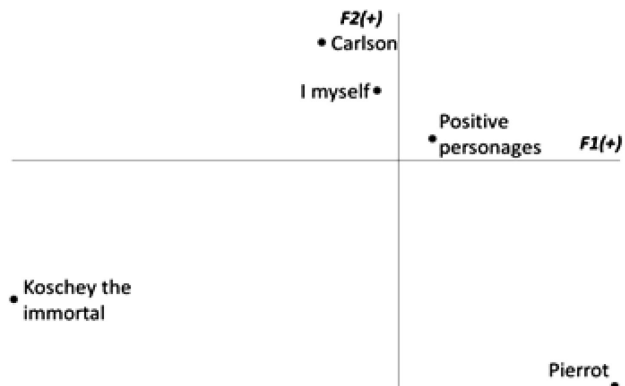 F2(+)
Carlson
I myself
Positive
personages
F1(+)
Koschey the
immortal
Pierrot